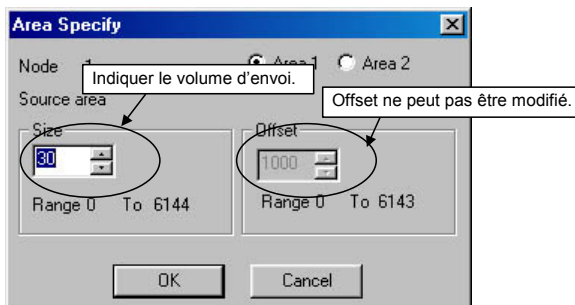 Area Specify
Node 1
Area 1 Area 2
Indiquer le volume d'envoi.
Source area
Offset ne peut pas être modifié.
Size Offset
30 1000
Range 0 To 6144 Range 0 To 6143
OK Cancel